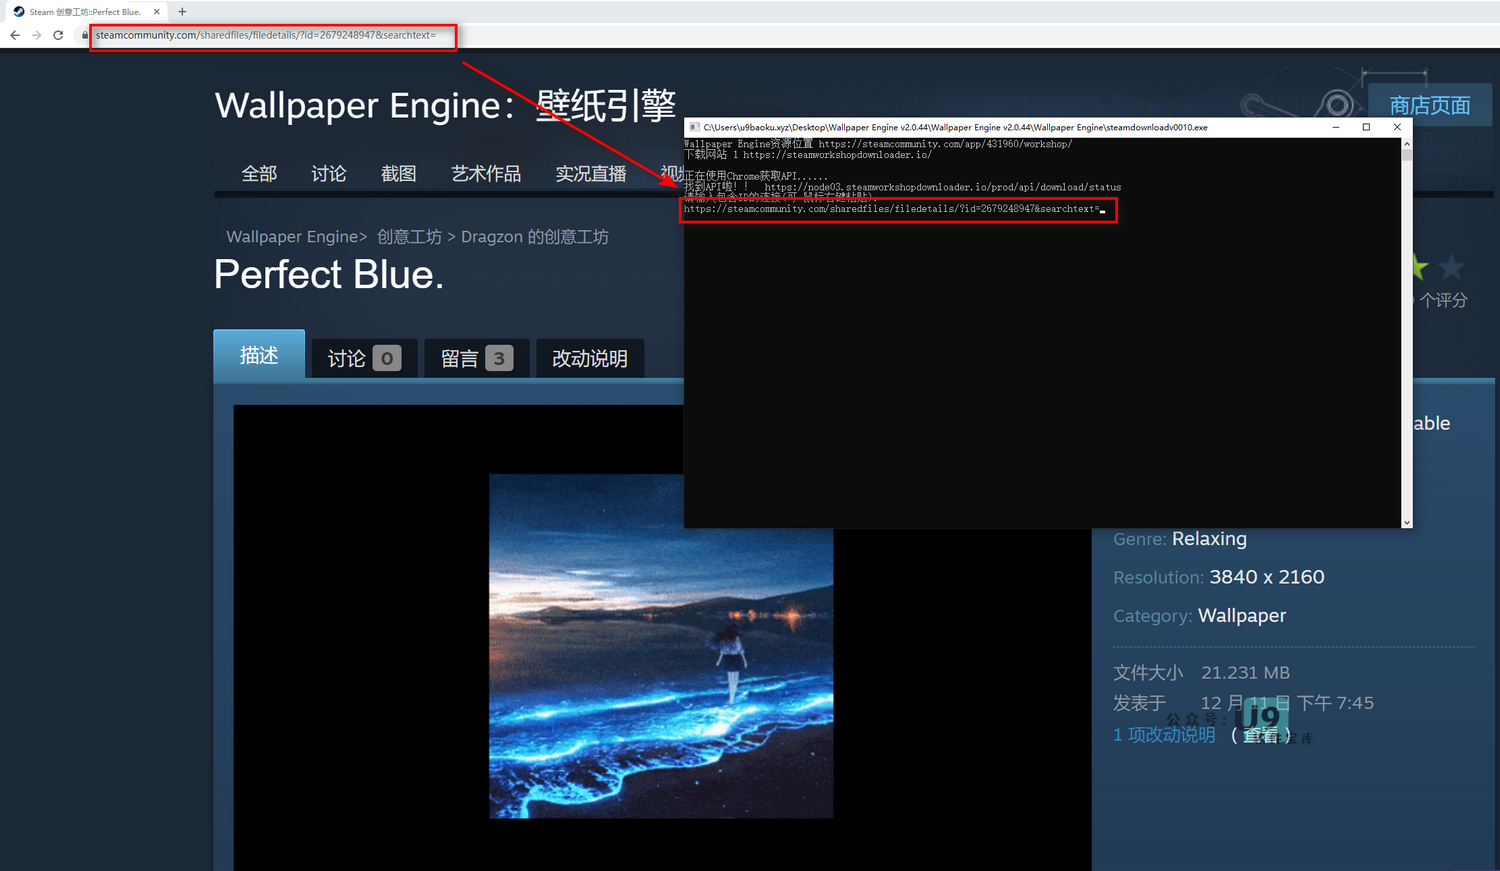 Steam 创意工坊::Perfect Blue.
steamcommunity.com/sharedfiles/filedetails/?id=2679248947&searchtext=
Wallpaper Engine：壁纸引擎
商店页面
全部 讨论 截图 艺术作品 实况直播 视频
C:\Users\u9baoku.xyz\Desktop\Wallpaper Engine v2.0.44\Wallpaper Engine v2.0.44\Wallpaper Engine\steamdownloadv0010.exe
Wallpaper Engine资源位置 https://steamcommunity.com/app/431960/workshop/
下载网站 1 https://steamworkshopdownloader.io/
正在使用Chrome获取API......
找到API啦！！ https://node03.steamworkshopdownloader.io/prod/api/download/status
请输入包含ID的连接(可 鼠标右键粘贴):
https://steamcommunity.com/sharedfiles/filedetails/?id=2679248947&searchtext=
Wallpaper Engine> 创意工坊 > Dragzon 的创意工坊
Perfect Blue.
个评分
描述 讨论 0 留言 3 改动说明
able
Genre: Relaxing
Resolution: 3840 x 2160
Category: Wallpaper
文件大小 21.231 MB
发表于 12 月 11 日 下午 7:45
1 项改动说明 ( 查看 )
公众号: U9
宝库